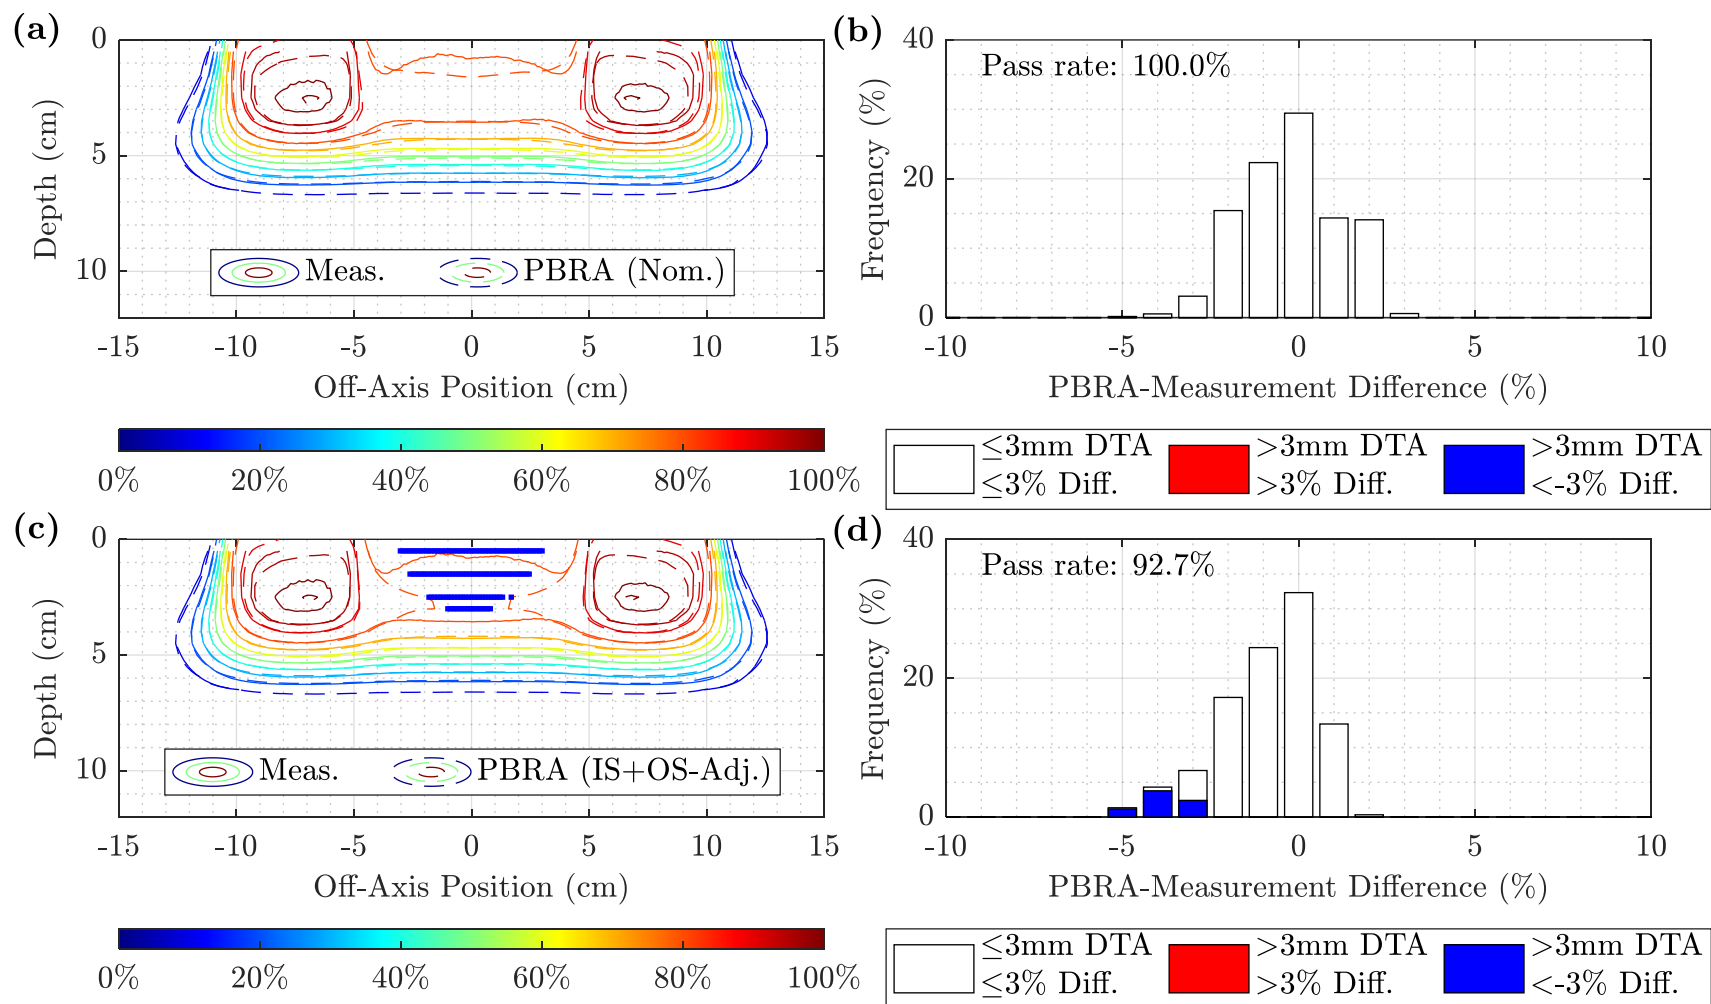 (a)
0
5
10
Depth (cm)
Meas.
PBRA (Nom.)
-15 -10 -5 0 5 10 15
Off-Axis Position (cm)
0% 20% 40% 60% 80% 100%
(b)
40
20
0
Frequency (%)
Pass rate: 100.0%
-10 -5 0 5 10
PBRA-Measurement Difference (%)
≤3mm DTA
≤3% Diff.
>3mm DTA
>3% Diff.
>3mm DTA
<-3% Diff.
(c)
0
5
10
Depth (cm)
Meas.
PBRA (IS+OS-Adj.)
-15 -10 -5 0 5 10 15
Off-Axis Position (cm)
0% 20% 40% 60% 80% 100%
(d)
40
20
0
Frequency (%)
Pass rate: 92.7%
-10 -5 0 5 10
PBRA-Measurement Difference (%)
≤3mm DTA
≤3% Diff.
>3mm DTA
>3% Diff.
>3mm DTA
<-3% Diff.